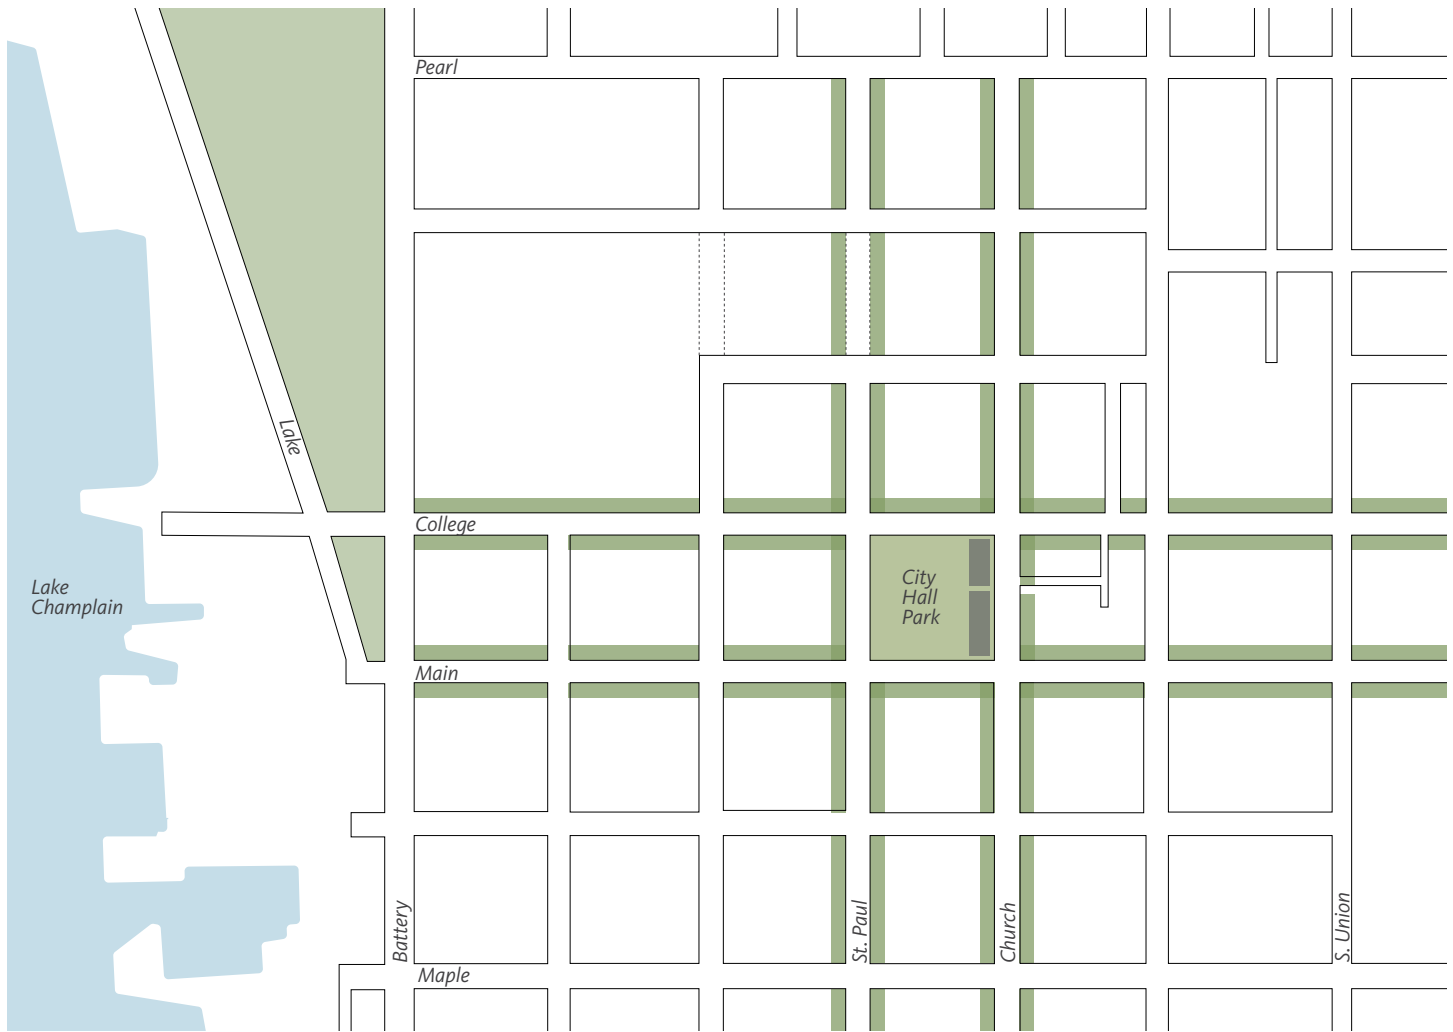 Pearl
Lake
College
Lake
Champlain
City
Hall
Park
Main
Battery
St. Paul
Church
S. Union
Maple